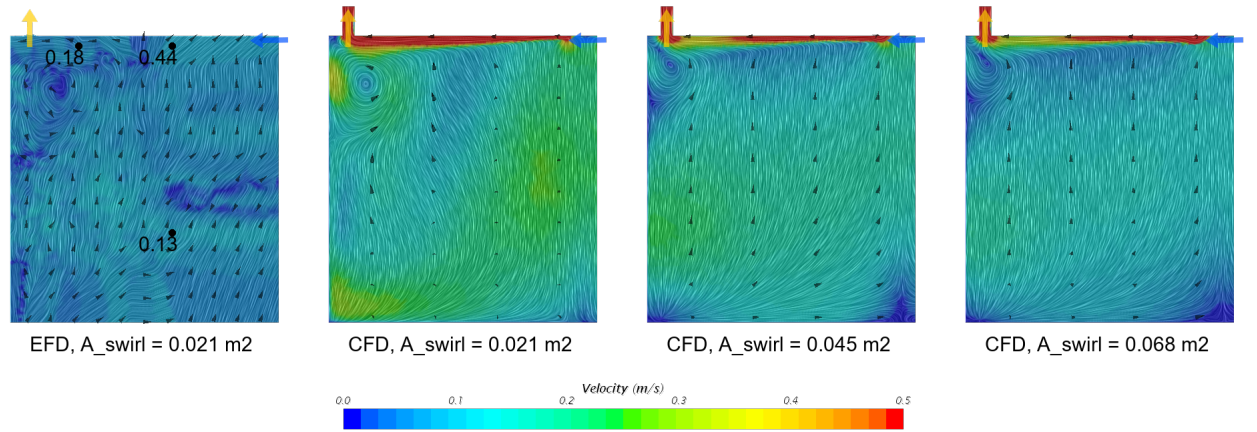 0.18
0.44
0.13
EFD, A_swirl = 0.021 m2
CFD, A_swirl = 0.021 m2
CFD, A_swirl = 0.045 m2
CFD, A_swirl = 0.068 m2
Velocity (m/s)
0.0 0.1 0.2 0.3 0.4 0.5